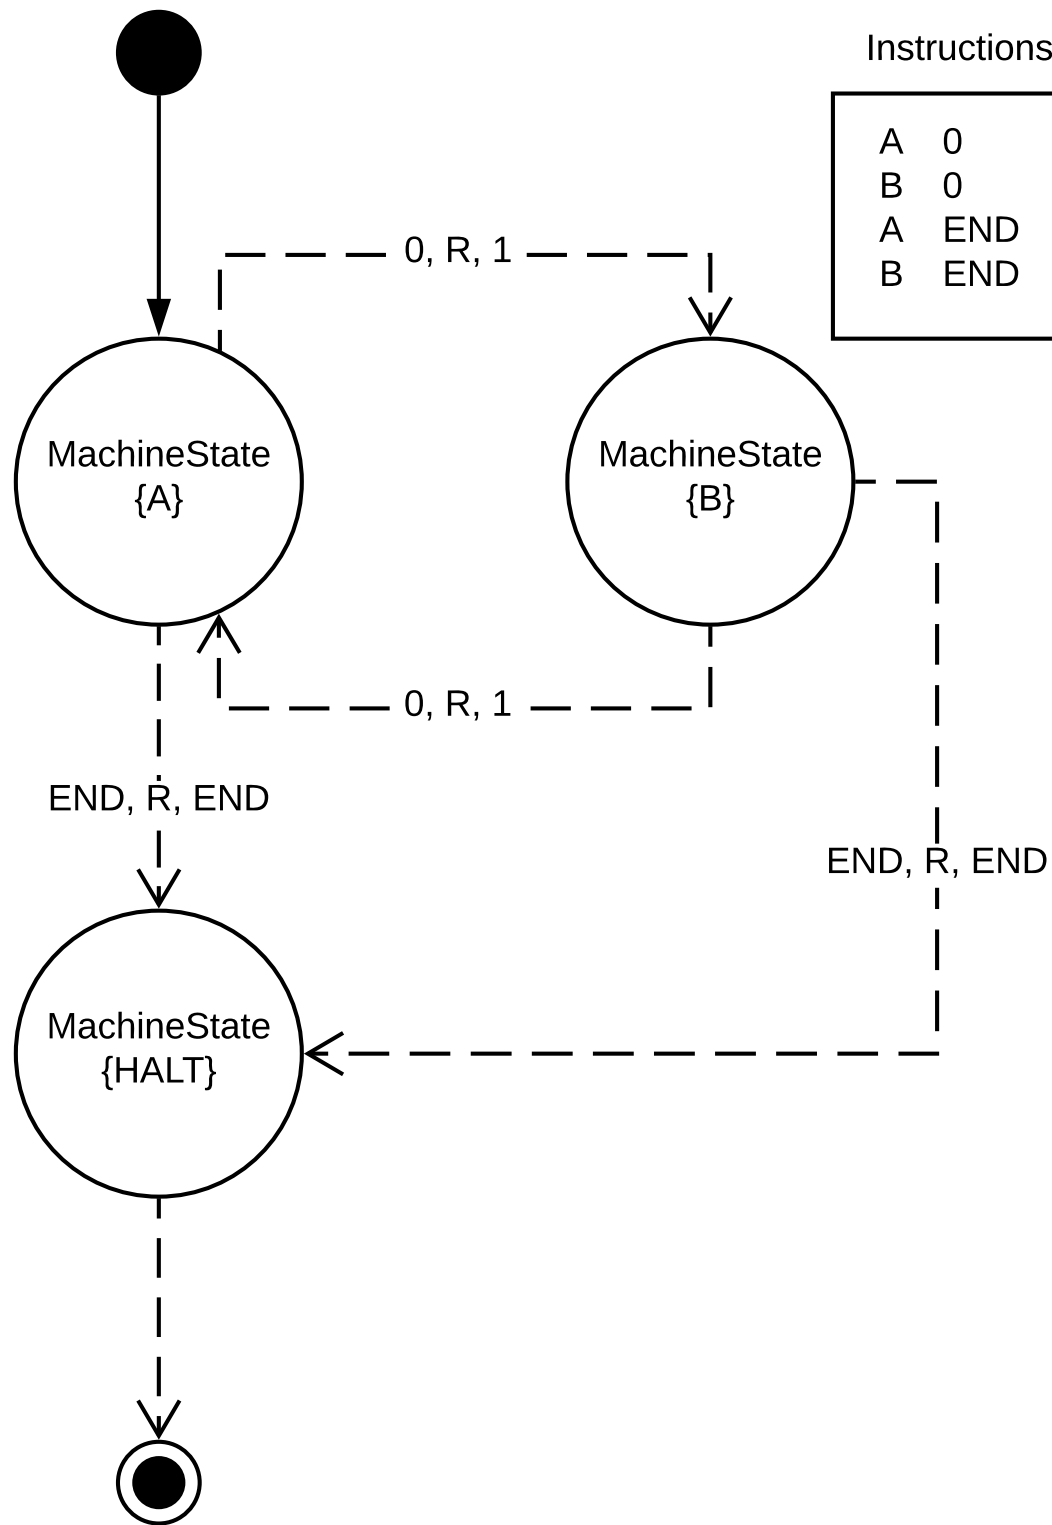 Instructions
A 0
B 0
A END
B END
0, R, 1
MachineState
{A}
MachineState
{B}
0, R, 1
END, R, END
END, R, END
MachineState
{HALT}